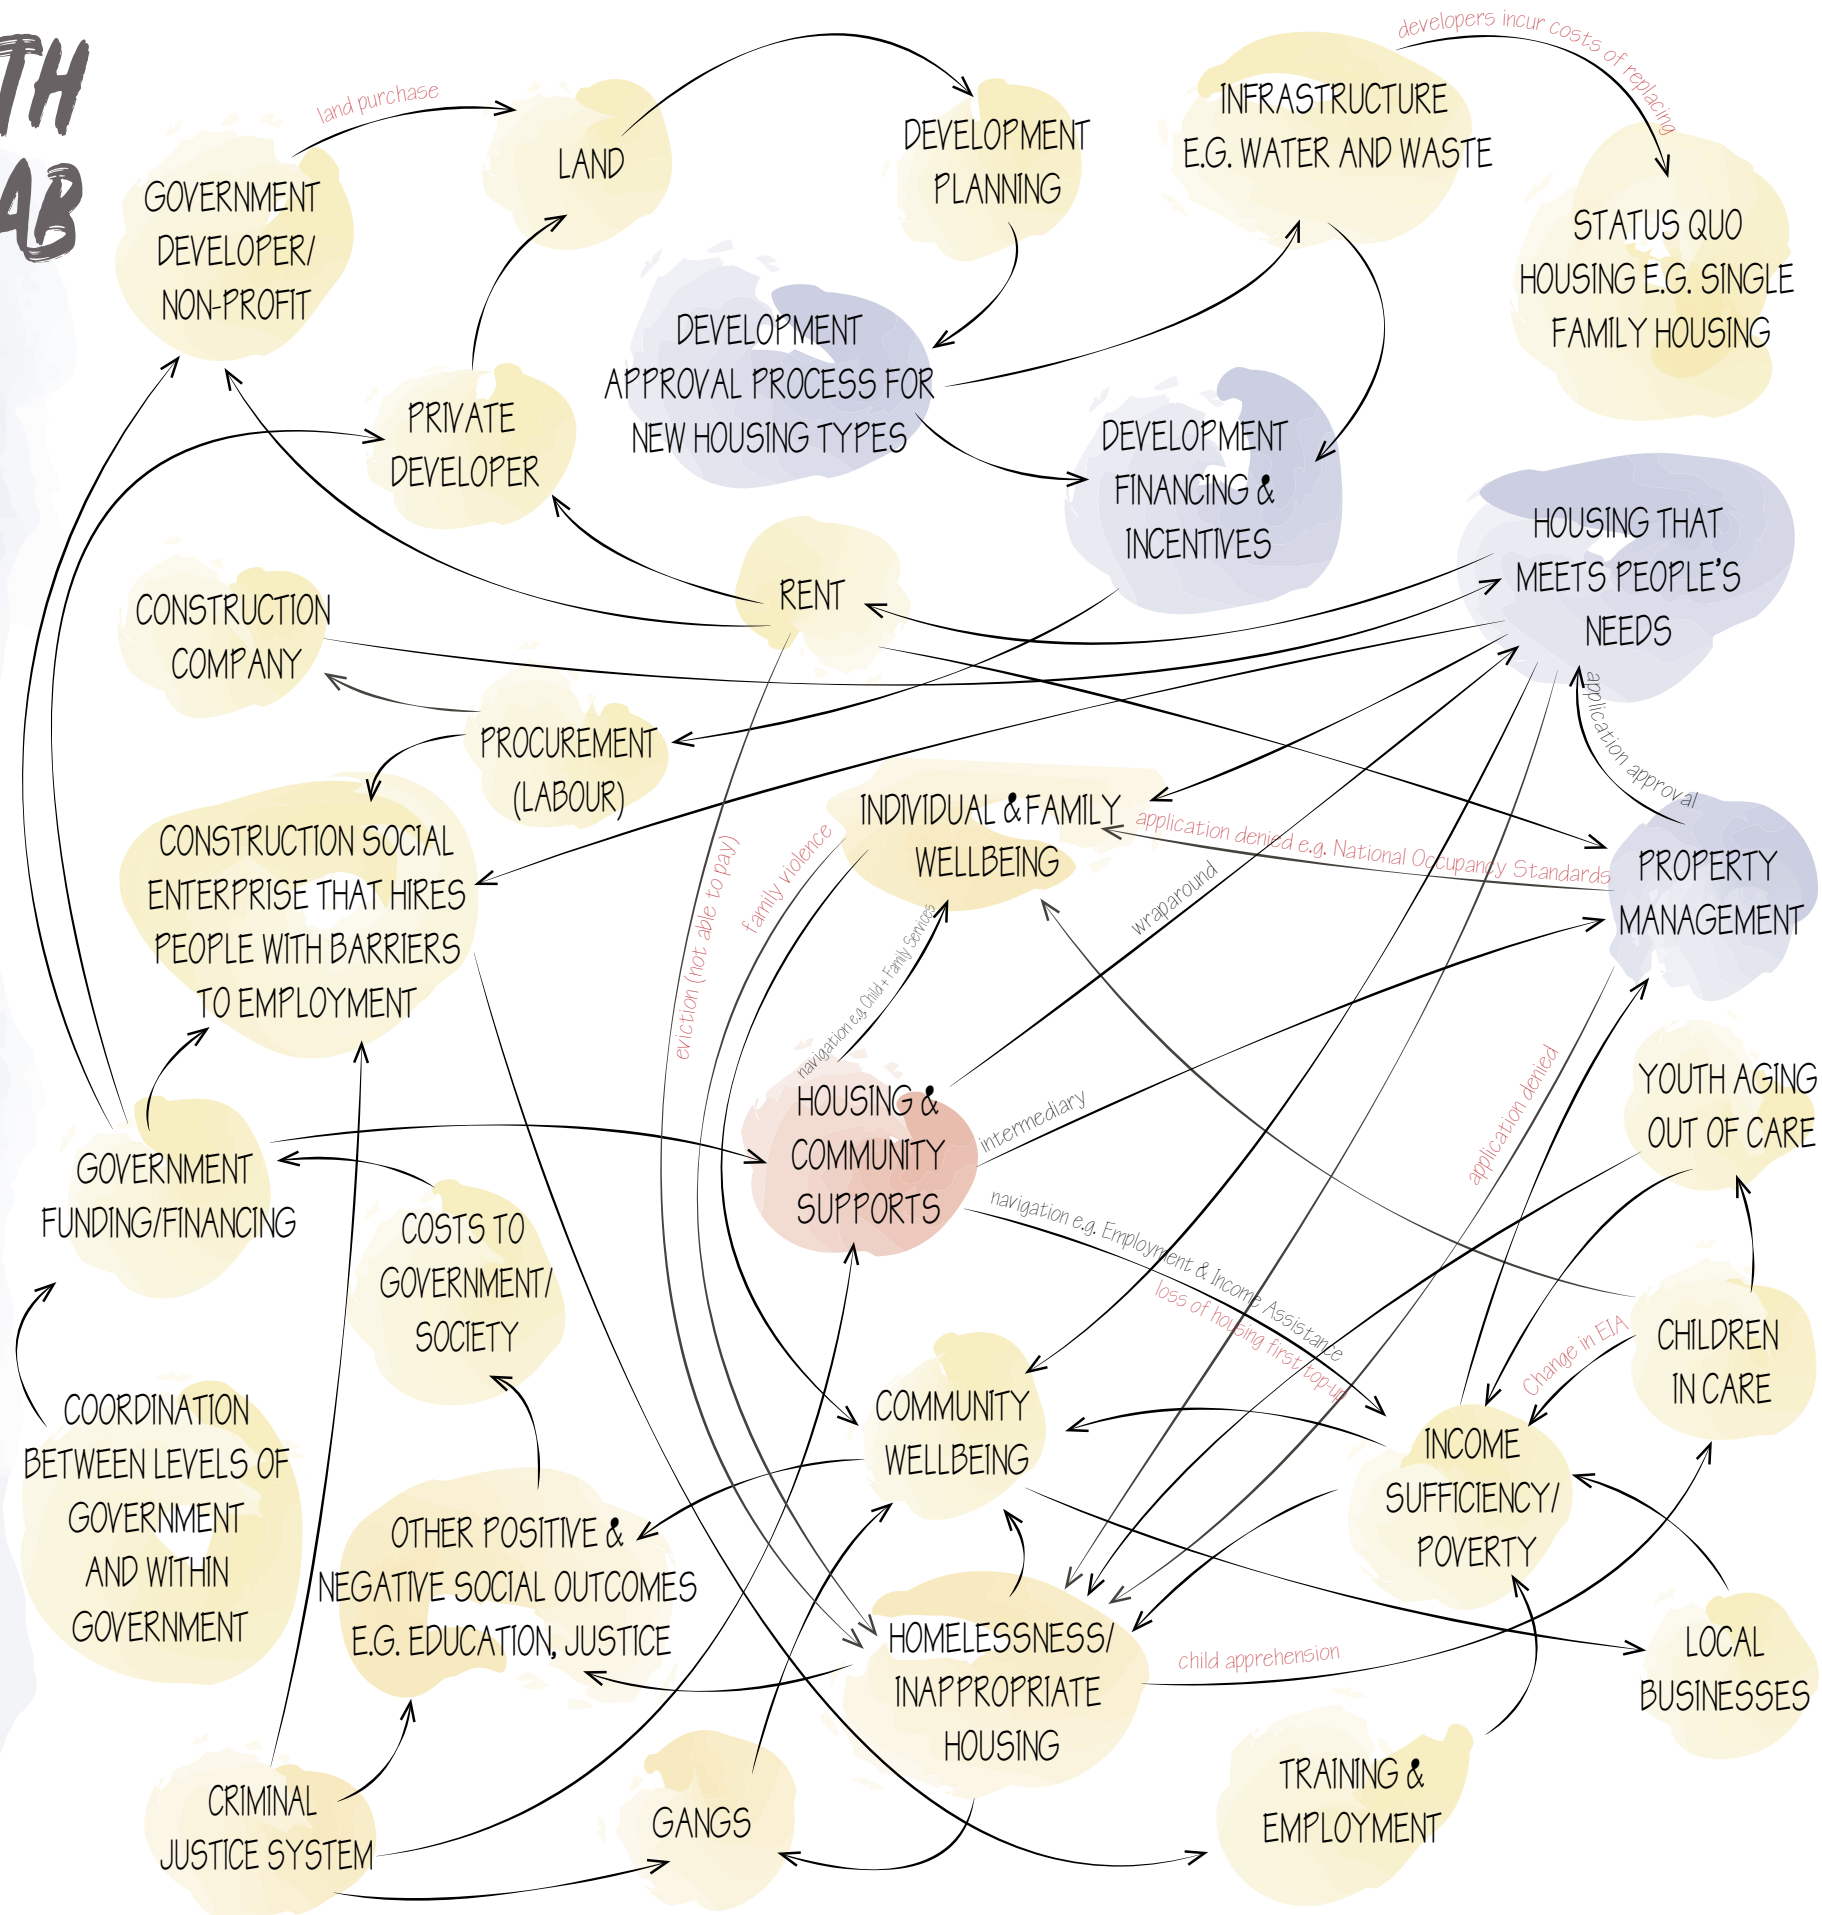 TH
AB
developers incur costs of replacing
land purchase
LAND
DEVELOPMENT
PLANNING
INFRASTRUCTURE
E.G. WATER AND WASTE
GOVERNMENT
DEVELOPER/
NON-PROFIT
STATUS QUO
HOUSING E.G. SINGLE
FAMILY HOUSING
DEVELOPMENT
APPROVAL PROCESS FOR
NEW HOUSING TYPES
PRIVATE
DEVELOPER
DEVELOPMENT
FINANCING &
INCENTIVES
HOUSING THAT
MEETS PEOPLE'S
NEEDS
RENT
CONSTRUCTION
COMPANY
PROCUREMENT
(LABOUR)
application approval
CONSTRUCTION SOCIAL
ENTERPRISE THAT HIRES
PEOPLE WITH BARRIERS
TO EMPLOYMENT
INDIVIDUAL & FAMILY
WELLBEING
application denied e.g. National Occupancy Standards
PROPERTY
MANAGEMENT
eviction (not able to pay)
family violence
navigation e.g. Child + Family Services
wraparound
HOUSING &
COMMUNITY
SUPPORTS
intermediary
application denied
YOUTH AGING
OUT OF CARE
GOVERNMENT
FUNDING/FINANCING
COSTS TO
GOVERNMENT/
SOCIETY
navigation e.g. Employment & Income Assistance
loss of housing first top-up
Change in EIA
CHILDREN
IN CARE
COORDINATION
BETWEEN LEVELS OF
GOVERNMENT
AND WITHIN
GOVERNMENT
COMMUNITY
WELLBEING
INCOME
SUFFICIENCY/
POVERTY
OTHER POSITIVE &
NEGATIVE SOCIAL OUTCOMES
E.G. EDUCATION, JUSTICE
HOMELESSNESS/
INAPPROPRIATE
HOUSING
child apprehension
LOCAL
BUSINESSES
CRIMINAL
JUSTICE SYSTEM
GANGS
TRAINING &
EMPLOYMENT